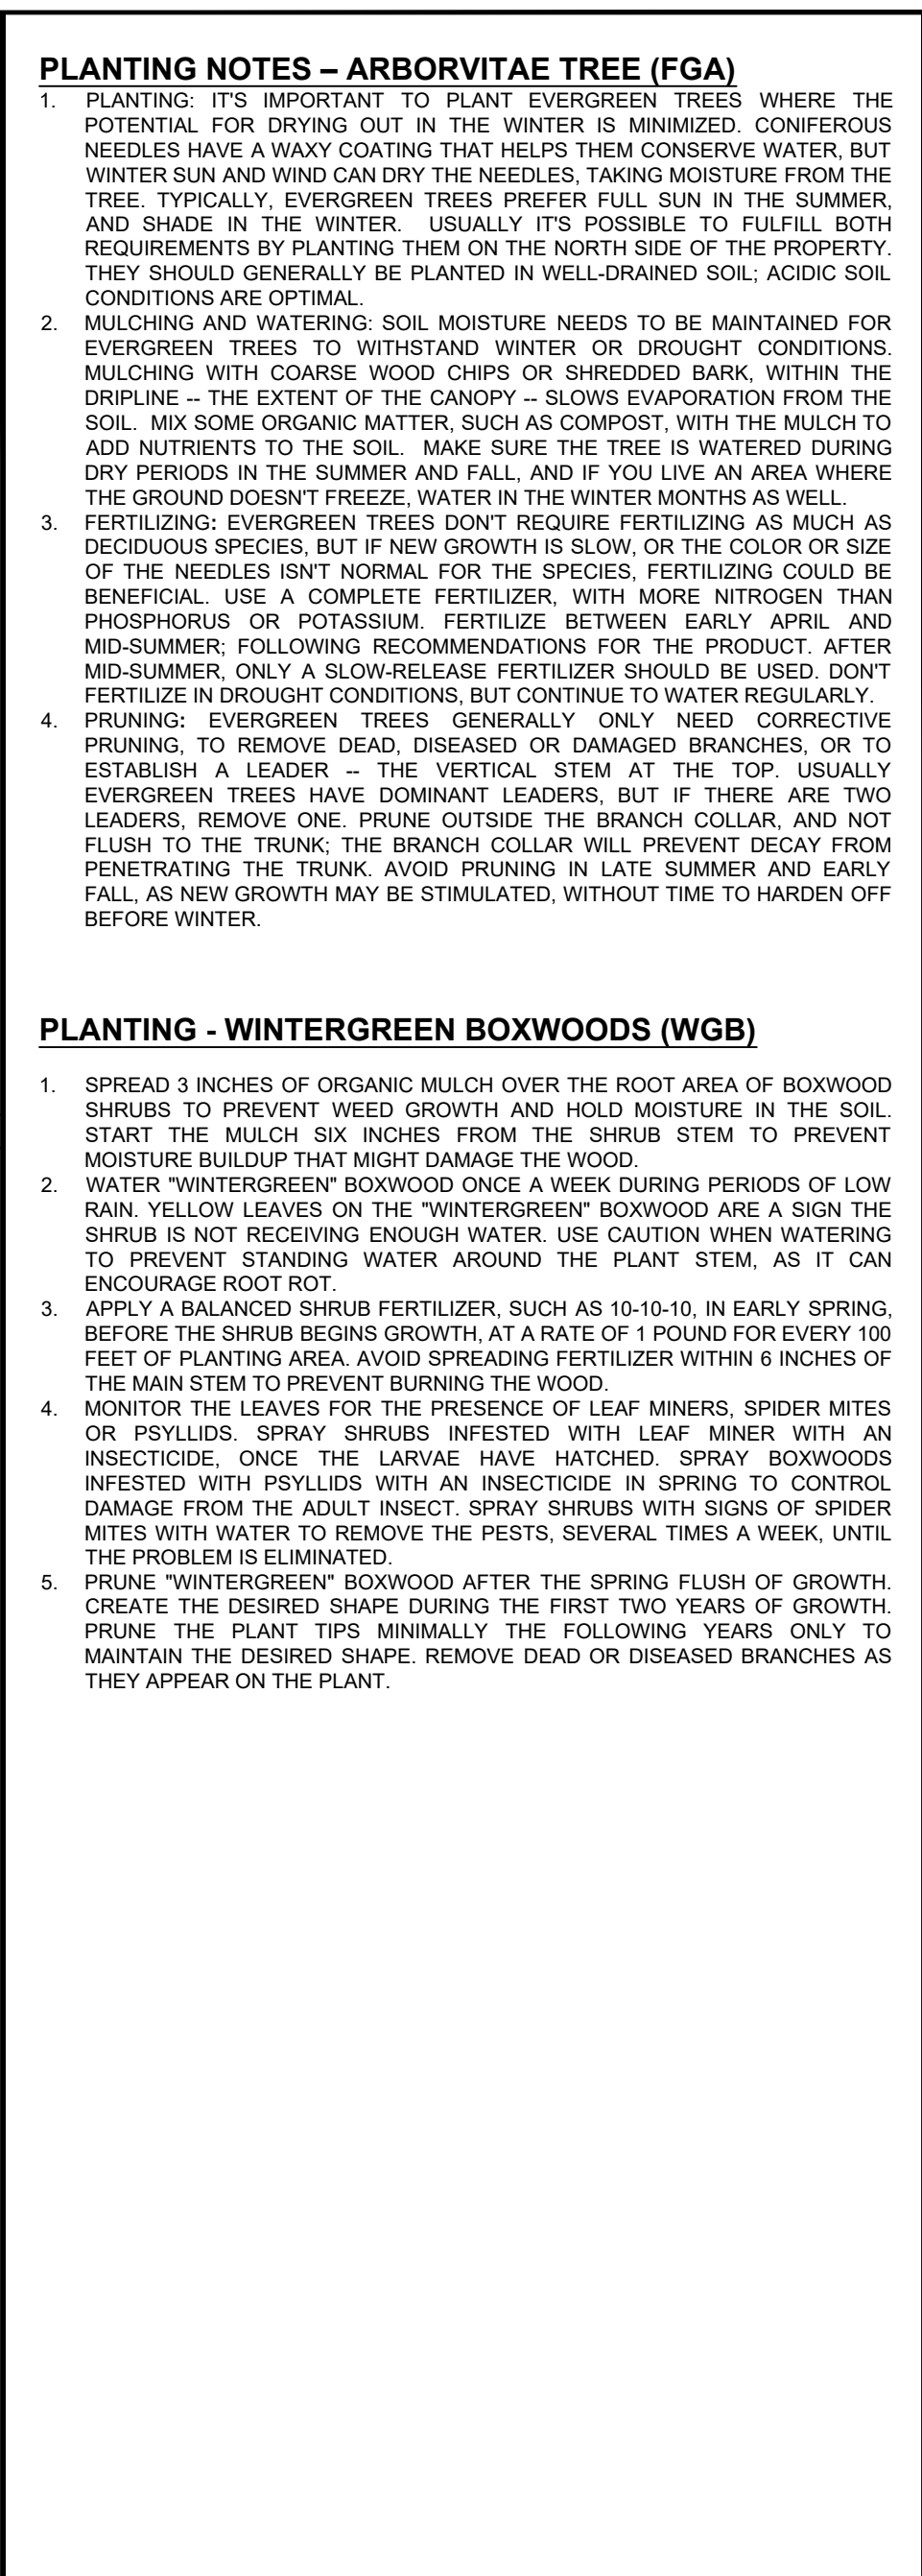 PLANTING NOTES – ARBORVITAE TREE (FGA)
1. PLANTING: IT'S IMPORTANT TO PLANT EVERGREEN TREES WHERE THE
POTENTIAL FOR DRYING OUT IN THE WINTER IS MINIMIZED. CONIFEROUS
NEEDLES HAVE A WAXY COATING THAT HELPS THEM CONSERVE WATER, BUT
WINTER SUN AND WIND CAN DRY THE NEEDLES, TAKING MOISTURE FROM THE
TREE. TYPICALLY, EVERGREEN TREES PREFER FULL SUN IN THE SUMMER,
AND SHADE IN THE WINTER. USUALLY IT'S POSSIBLE TO FULFILL BOTH
REQUIREMENTS BY PLANTING THEM ON THE NORTH SIDE OF THE PROPERTY.
THEY SHOULD GENERALLY BE PLANTED IN WELL-DRAINED SOIL; ACIDIC SOIL
CONDITIONS ARE OPTIMAL.
2. MULCHING AND WATERING: SOIL MOISTURE NEEDS TO BE MAINTAINED FOR
EVERGREEN TREES TO WITHSTAND WINTER OR DROUGHT CONDITIONS.
MULCHING WITH COARSE WOOD CHIPS OR SHREDDED BARK, WITHIN THE
DRIPLINE -- THE EXTENT OF THE CANOPY -- SLOWS EVAPORATION FROM THE
SOIL. MIX SOME ORGANIC MATTER, SUCH AS COMPOST, WITH THE MULCH TO
ADD NUTRIENTS TO THE SOIL. MAKE SURE THE TREE IS WATERED DURING
DRY PERIODS IN THE SUMMER AND FALL, AND IF YOU LIVE AN AREA WHERE
THE GROUND DOESN'T FREEZE, WATER IN THE WINTER MONTHS AS WELL.
3. FERTILIZING: EVERGREEN TREES DON'T REQUIRE FERTILIZING AS MUCH AS
DECIDUOUS SPECIES, BUT IF NEW GROWTH IS SLOW, OR THE COLOR OR SIZE
OF THE NEEDLES ISN'T NORMAL FOR THE SPECIES, FERTILIZING COULD BE
BENEFICIAL. USE A COMPLETE FERTILIZER, WITH MORE NITROGEN THAN
PHOSPHORUS OR POTASSIUM. FERTILIZE BETWEEN EARLY APRIL AND
MID-SUMMER; FOLLOWING RECOMMENDATIONS FOR THE PRODUCT. AFTER
MID-SUMMER, ONLY A SLOW-RELEASE FERTILIZER SHOULD BE USED. DON'T
FERTILIZE IN DROUGHT CONDITIONS, BUT CONTINUE TO WATER REGULARLY.
4. PRUNING: EVERGREEN TREES GENERALLY ONLY NEED CORRECTIVE
PRUNING, TO REMOVE DEAD, DISEASED OR DAMAGED BRANCHES, OR TO
ESTABLISH A LEADER -- THE VERTICAL STEM AT THE TOP. USUALLY
EVERGREEN TREES HAVE DOMINANT LEADERS, BUT IF THERE ARE TWO
LEADERS, REMOVE ONE. PRUNE OUTSIDE THE BRANCH COLLAR, AND NOT
FLUSH TO THE TRUNK; THE BRANCH COLLAR WILL PREVENT DECAY FROM
PENETRATING THE TRUNK. AVOID PRUNING IN LATE SUMMER AND EARLY
FALL, AS NEW GROWTH MAY BE STIMULATED, WITHOUT TIME TO HARDEN OFF
BEFORE WINTER.
PLANTING - WINTERGREEN BOXWOODS (WGB)
1. SPREAD 3 INCHES OF ORGANIC MULCH OVER THE ROOT AREA OF BOXWOOD
SHRUBS TO PREVENT WEED GROWTH AND HOLD MOISTURE IN THE SOIL.
START THE MULCH SIX INCHES FROM THE SHRUB STEM TO PREVENT
MOISTURE BUILDUP THAT MIGHT DAMAGE THE WOOD.
2. WATER "WINTERGREEN" BOXWOOD ONCE A WEEK DURING PERIODS OF LOW
RAIN. YELLOW LEAVES ON THE "WINTERGREEN" BOXWOOD ARE A SIGN THE
SHRUB IS NOT RECEIVING ENOUGH WATER. USE CAUTION WHEN WATERING
TO PREVENT STANDING WATER AROUND THE PLANT STEM, AS IT CAN
ENCOURAGE ROOT ROT.
3. APPLY A BALANCED SHRUB FERTILIZER, SUCH AS 10-10-10, IN EARLY SPRING,
BEFORE THE SHRUB BEGINS GROWTH, AT A RATE OF 1 POUND FOR EVERY 100
FEET OF PLANTING AREA. AVOID SPREADING FERTILIZER WITHIN 6 INCHES OF
THE MAIN STEM TO PREVENT BURNING THE WOOD.
4. MONITOR THE LEAVES FOR THE PRESENCE OF LEAF MINERS, SPIDER MITES
OR PSYLLIDS. SPRAY SHRUBS INFESTED WITH LEAF MINER WITH AN
INSECTICIDE, ONCE THE LARVAE HAVE HATCHED. SPRAY BOXWOODS
INFESTED WITH PSYLLIDS WITH AN INSECTICIDE IN SPRING TO CONTROL
DAMAGE FROM THE ADULT INSECT. SPRAY SHRUBS WITH SIGNS OF SPIDER
MITES WITH WATER TO REMOVE THE PESTS, SEVERAL TIMES A WEEK, UNTIL
THE PROBLEM IS ELIMINATED.
5. PRUNE "WINTERGREEN" BOXWOOD AFTER THE SPRING FLUSH OF GROWTH.
CREATE THE DESIRED SHAPE DURING THE FIRST TWO YEARS OF GROWTH.
PRUNE THE PLANT TIPS MINIMALLY THE FOLLOWING YEARS ONLY TO
MAINTAIN THE DESIRED SHAPE. REMOVE DEAD OR DISEASED BRANCHES AS
THEY APPEAR ON THE PLANT.